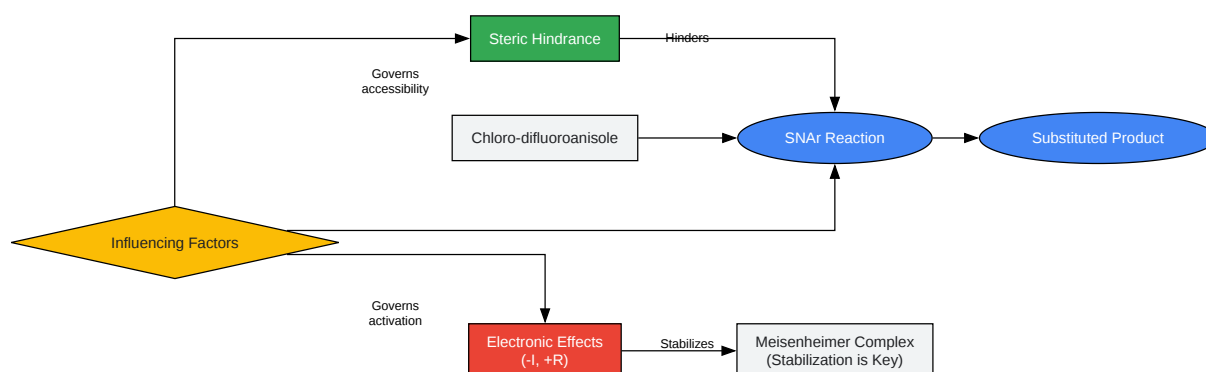 Steric Hindrance
Hinders
Governs
accessibility
Chloro-difluoroanisole
SNAr Reaction
Substituted Product
Influencing Factors
Governs
activation
Electronic Effects
(-I, +R)
Stabilizes
Meisenheimer Complex
(Stabilization is Key)